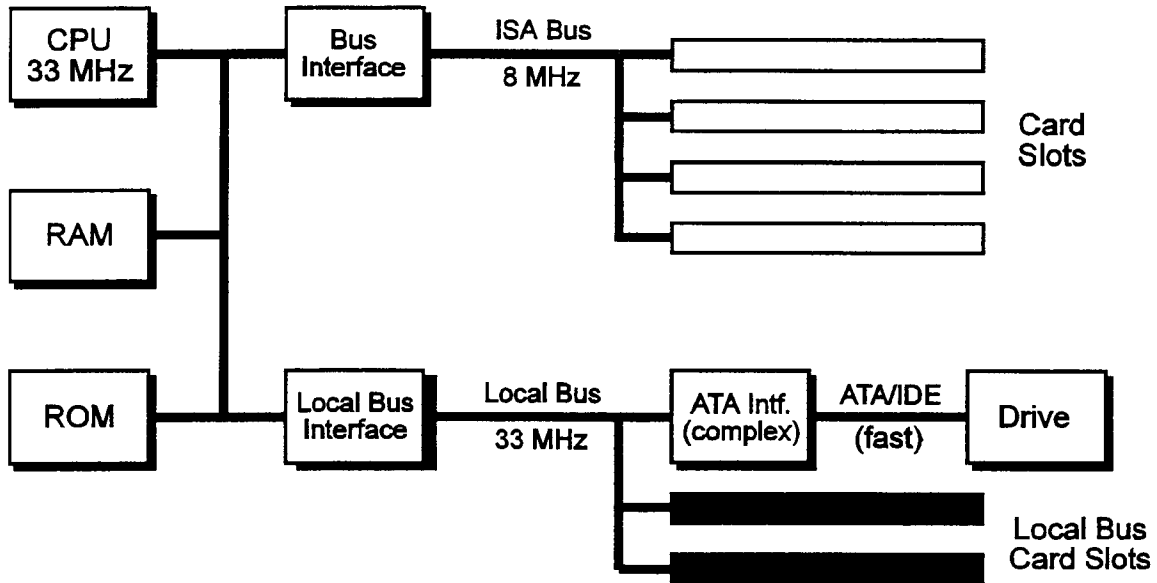 CPU
33 MHz
Bus
Interface
ISA Bus
8 MHz
Card
Slots
RAM
ROM
Local Bus
Interface
Local Bus
33 MHz
ATA Intf.
(complex)
ATA/IDE
(fast)
Drive
Local Bus
Card Slots